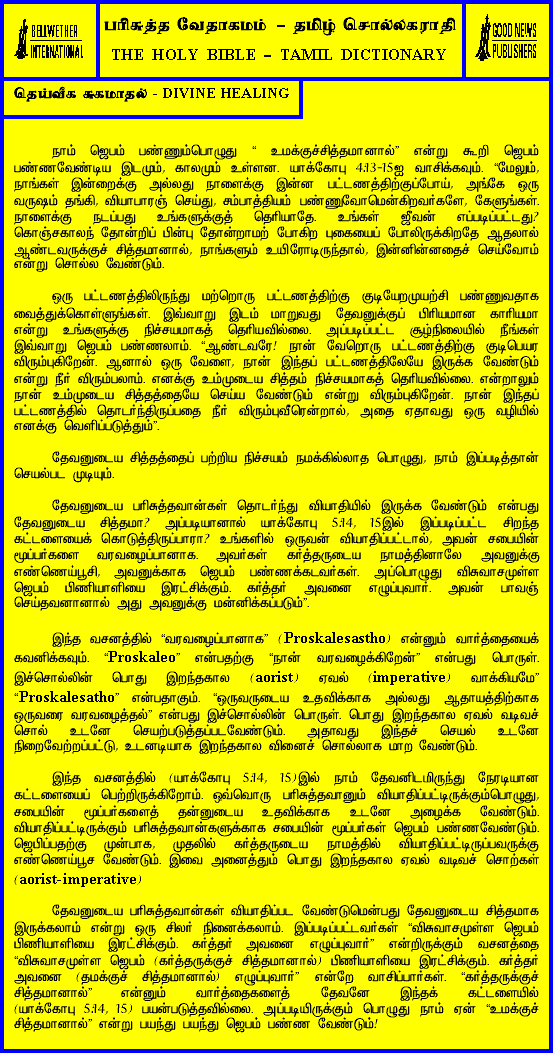 BELLWETHER
INTERNATIONAL
பரிசுத்த வேதாகமம் – தமிழ் சொல்லகராதி
THE HOLY BIBLE – TAMIL DICTIONARY
GOOD NEWS
PUBLISHERS
தெய்வீக சுகமாதல் - DIVINE HEALING
நாம் ஜெபம் பண்ணும்பொழுது “ உமக்குச்சித்தமானால்” என்று கூறி ஜெபம்
பண்ணவேண்டிய இடமும், காலமும் உள்ளன. யாக்கோபு 4:13-15ஐ வாசிக்கவும். “மேலும்,
நாங்கள் இன்றைக்கு அல்லது நாளைக்கு இன்ன பட்டணத்திற்குப்போய், அங்கே ஒரு
வருஷம் தங்கி, வியாபாரஞ் செய்து, சம்பாத்தியம் பண்ணுவோமென்கிறவர்களே, கேளுங்கள்.
நாளைக்கு நடப்பது உங்களுக்குத் தெரியாதே. உங்கள் ஜீவன் எப்படிப்பட்டது?
கொஞ்சகாலந் தோன்றிப் பின்பு தோன்றாமற் போகிற புகையைப் போலிருக்கிறதே ஆதலால்
ஆண்டவருக்குச் சித்தமானால், நாங்களும் உயிரோடிருந்தால், இன்னின்னதைச் செய்வோம்
என்று சொல்ல வேண்டும்.
ஒரு பட்டணத்திலிருந்து மற்றொரு பட்டணத்திற்கு குடியேறமுயற்சி பண்ணுவதாக
வைத்துக்கொள்ளுங்கள். இவ்வாறு இடம் மாறுவது தேவனுக்குப் பிரியமான காரியமா
என்று உங்களுக்கு நிச்சயமாகத் தெரியவில்லை. அப்படிப்பட்ட சூழ்நிலையில் நீங்கள்
இவ்வாறு ஜெபம் பண்ணலாம். “ஆண்டவரே! நான் வேறொரு பட்டணத்திற்கு குடிபெயர
விரும்புகிறேன். ஆனால் ஒரு வேளை, நான் இந்தப் பட்டணத்திலேயே இருக்க வேண்டும்
என்று நீர் விரும்பலாம். எனக்கு உம்முடைய சித்தம் நிச்சயமாகத் தெரியவில்லை. என்றாலும்
நான் உம்முடைய சித்தத்தையே செய்ய வேண்டும் என்று விரும்புகிறேன். நான் இந்தப்
பட்டணத்தில் தொடர்ந்திருப்பதை நீர் விரும்புவீரென்றால், அதை ஏதாவது ஒரு வழியில்
எனக்கு வெளிப்படுத்தும்”.
தேவனுடைய சித்தத்தைப் பற்றிய நிச்சயம் நமக்கில்லாத பொழுது, நாம் இப்படித்தான்
செயல்பட முடியும்.
தேவனுடைய பரிசுத்தவான்கள் தொடர்ந்து வியாதியில் இருக்க வேண்டும் என்பது
தேவனுடைய சித்தமா? அப்படியானால் யாக்கோபு 5:14, 15இல் இப்படிப்பட்ட சிறந்த
கட்டளையைக் கொடுத்திருப்பாரா? உங்களில் ஒருவன் வியாதிப்பட்டால், அவன் சபையின்
மூப்பர்களை வரவழைப்பானாக. அவர்கள் கர்த்தருடைய நாமத்தினாலே அவனுக்கு
எண்ணெய்பூசி, அவனுக்காக ஜெபம் பண்ணக்கடவர்கள். அப்பொழுது விசுவாசமுள்ள
ஜெபம் பிணியாளியை இரட்சிக்கும். கர்த்தர் அவனை எழுப்புவார். அவன் பாவஞ்
செய்தவனானால் அது அவனுக்கு மன்னிக்கப்படும்”.
இந்த வசனத்தில் “வரவழைப்பானாக” (Proskalesastho) என்னும் வார்த்தையைக்
கவனிக்கவும். “Proskaleo” என்பதற்கு “நான் வரவழைக்கிறேன்” என்பது பொருள்.
இச்சொல்லின் பொது இறந்தகால (aorist) ஏவல் (imperative) வாக்கியமே”
“Proskalesatho” என்பதாகும். “ஒருவருடைய உதவிக்காக அல்லது ஆதாயத்திற்காக
ஒருவரை வரவழைத்தல்” என்பது இச்சொல்லின் பொருள். பொது இறந்தகால ஏவல் வடிவச்
சொல் உடனே செயற்படுத்தப்படவேண்டும். அதாவது இந்தச் செயல் உடனே
நிறைவேற்றப்பட்டு, உடனடியாக இறந்தகால வினைச் சொல்லாக மாற வேண்டும்.
இந்த வசனத்தில் (யாக்கோபு 5:14, 15)இல் நாம் தேவனிடமிருந்து நேரடியான
கட்டளையைப் பெற்றிருக்கிறோம். ஒவ்வொரு பரிசுத்தவானும் வியாதிப்பட்டிருக்கும்பொழுது,
சபையின் மூப்பர்களைத் தன்னுடைய உதவிக்காக உடனே அழைக்க வேண்டும்.
வியாதிப்பட்டிருக்கும் பரிசுத்தவான்களுக்காக சபையின் மூப்பர்கள் ஜெபம் பண்ணவேண்டும்.
ஜெபிப்பதற்கு முன்பாக, முதலில் கர்த்தருடைய நாமத்தில் வியாதிப்பட்டிருப்பவருக்கு
எண்ணெய்பூச வேண்டும். இவை அனைத்தும் பொது இறந்தகால ஏவல் வடிவச் சொற்கள்
(aorist-imperative)
தேவனுடைய பரிசுத்தவான்கள் வியாதிப்பட வேண்டுமென்பது தேவனுடைய சித்தமாக
இருக்கலாம் என்று ஒரு சிலர் நினைக்கலாம். இப்படிப்பட்டவர்கள் “விசுவாசமுள்ள ஜெபம்
பிணியாளியை இரட்சிக்கும். கர்த்தர் அவனை எழுப்புவார்” என்றிருக்கும் வசனத்தை
“விசுவாசமுள்ள ஜெபம் (கர்த்தருக்குச் சித்தமானால்) பிணியாளியை இரட்சிக்கும். கர்த்தர்
அவனை (தமக்குச் சித்தமானால்) எழுப்புவார்” என்றே வாசிப்பார்கள். “கர்த்தருக்குச்
சித்தமானால்” என்னும் வார்த்தைகளைத் தேவனே இந்தக் கட்டளையில்
(யாக்கோபு 5:14, 15) பயன்படுத்தவில்லை. அப்படியிருக்கும் பொழுது நாம் ஏன் “உமக்குச்
சித்தமானால்” என்று பயந்து பயந்து ஜெபம் பண்ண வேண்டும்!